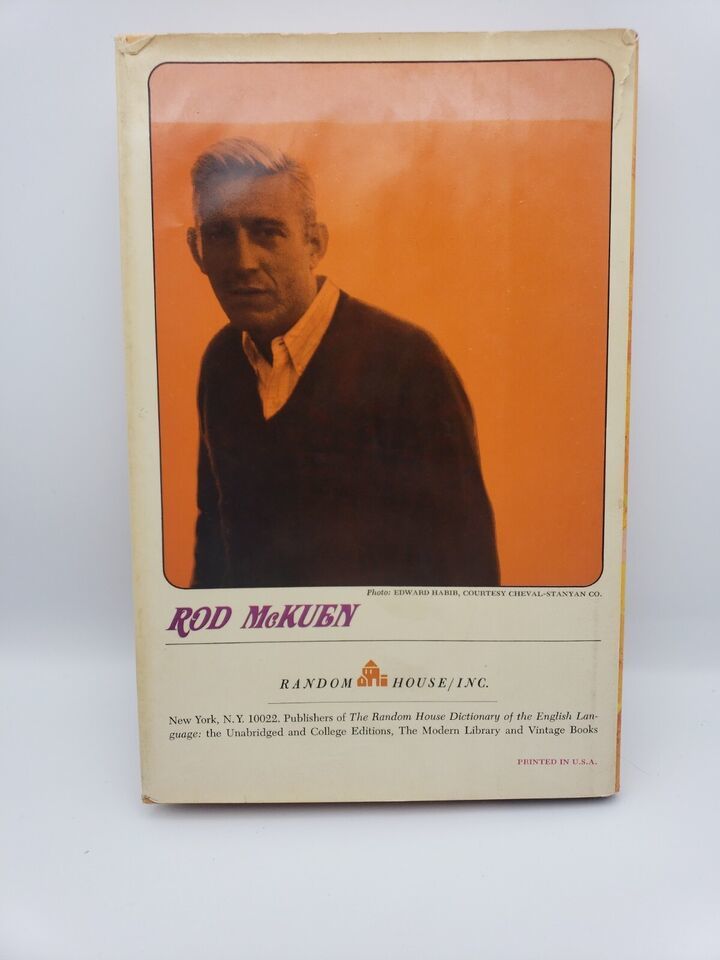 Photo: EDWARD HABIB, COURTESY CHEVAL-STANYAN CO.
ROD McKUEN
RANDOM HOUSE/INC.
New York, N.Y. 10022. Publishers of The Random House Dictionary of the English Lan-
guage: the Unabridged and College Editions, The Modern Library and Vintage Books
PRINTED IN U.S.A.